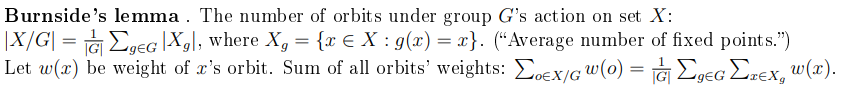 Burnside's lemma . The number of orbits under group G's action on set X:
|X/G| = 1/|G| ∑_{g∈G} |X_g|, where X_g = {x ∈ X : g(x) = x}. (“Average number of fixed points.”)
Let w(x) be weight of x's orbit. Sum of all orbits' weights: ∑_{o∈X/G} w(o) = 1/|G| ∑_{g∈G} ∑_{x∈X_g} w(x).